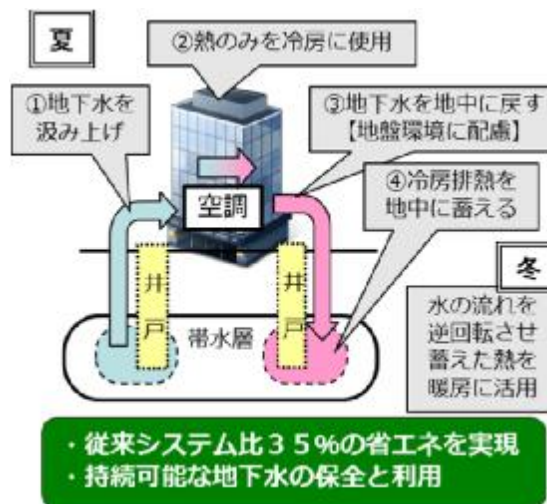 夏
②熱のみを冷房に使用
①地下水を
汲み上げ
③地下水を地中に戻す
【地盤環境に配慮】
④冷房排熱を
地中に蓄える
空調
井戸
帯水層
井戸
冬
水の流れを
逆回転させ
蓄えた熱を
暖房に活用
・従来システム比３５％の省エネを実現
・持続可能な地下水の保全と利用